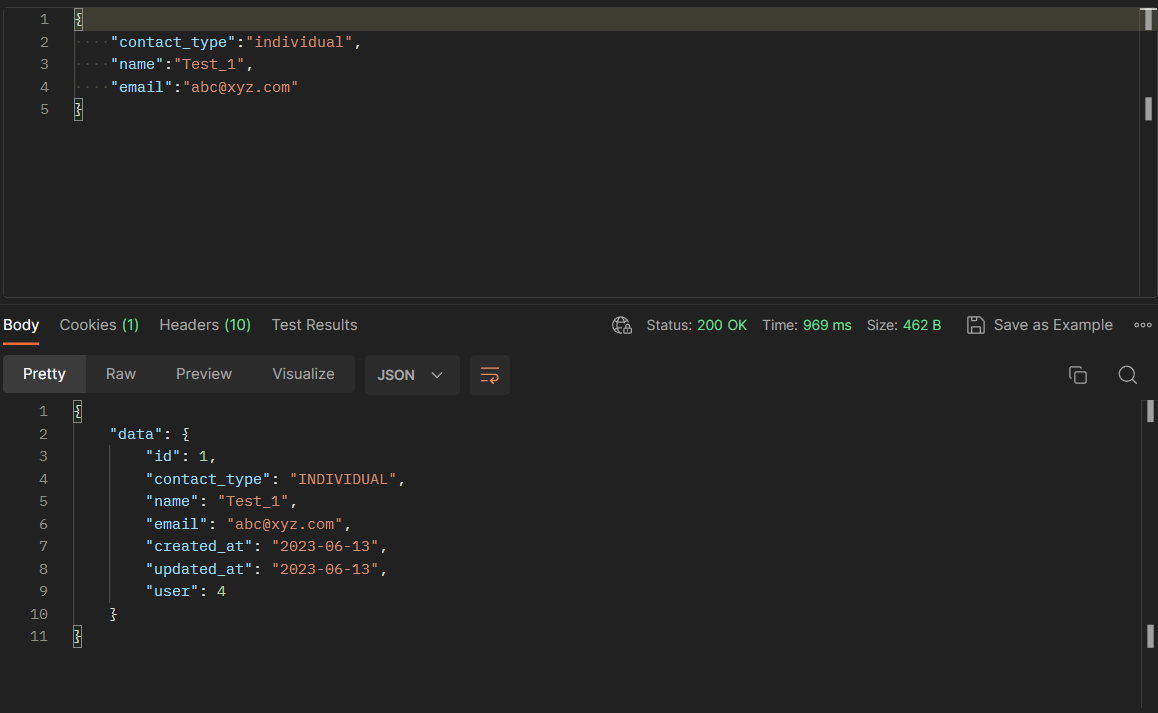 1 {
2 ····"contact_type":"individual",
3 ····"name":"Test_1",
4 ····"email":"abc@xyz.com"
5 }
Body Cookies (1) Headers (10) Test Results Status: 200 OK Time: 969 ms Size: 462 B Save as Example
Pretty Raw Preview Visualize JSON
1 {
2     "data": {
3         "id": 1,
4         "contact_type": "INDIVIDUAL",
5         "name": "Test_1",
6         "email": "abc@xyz.com",
7         "created_at": "2023-06-13",
8         "updated_at": "2023-06-13",
9         "user": 4
10     }
11 }